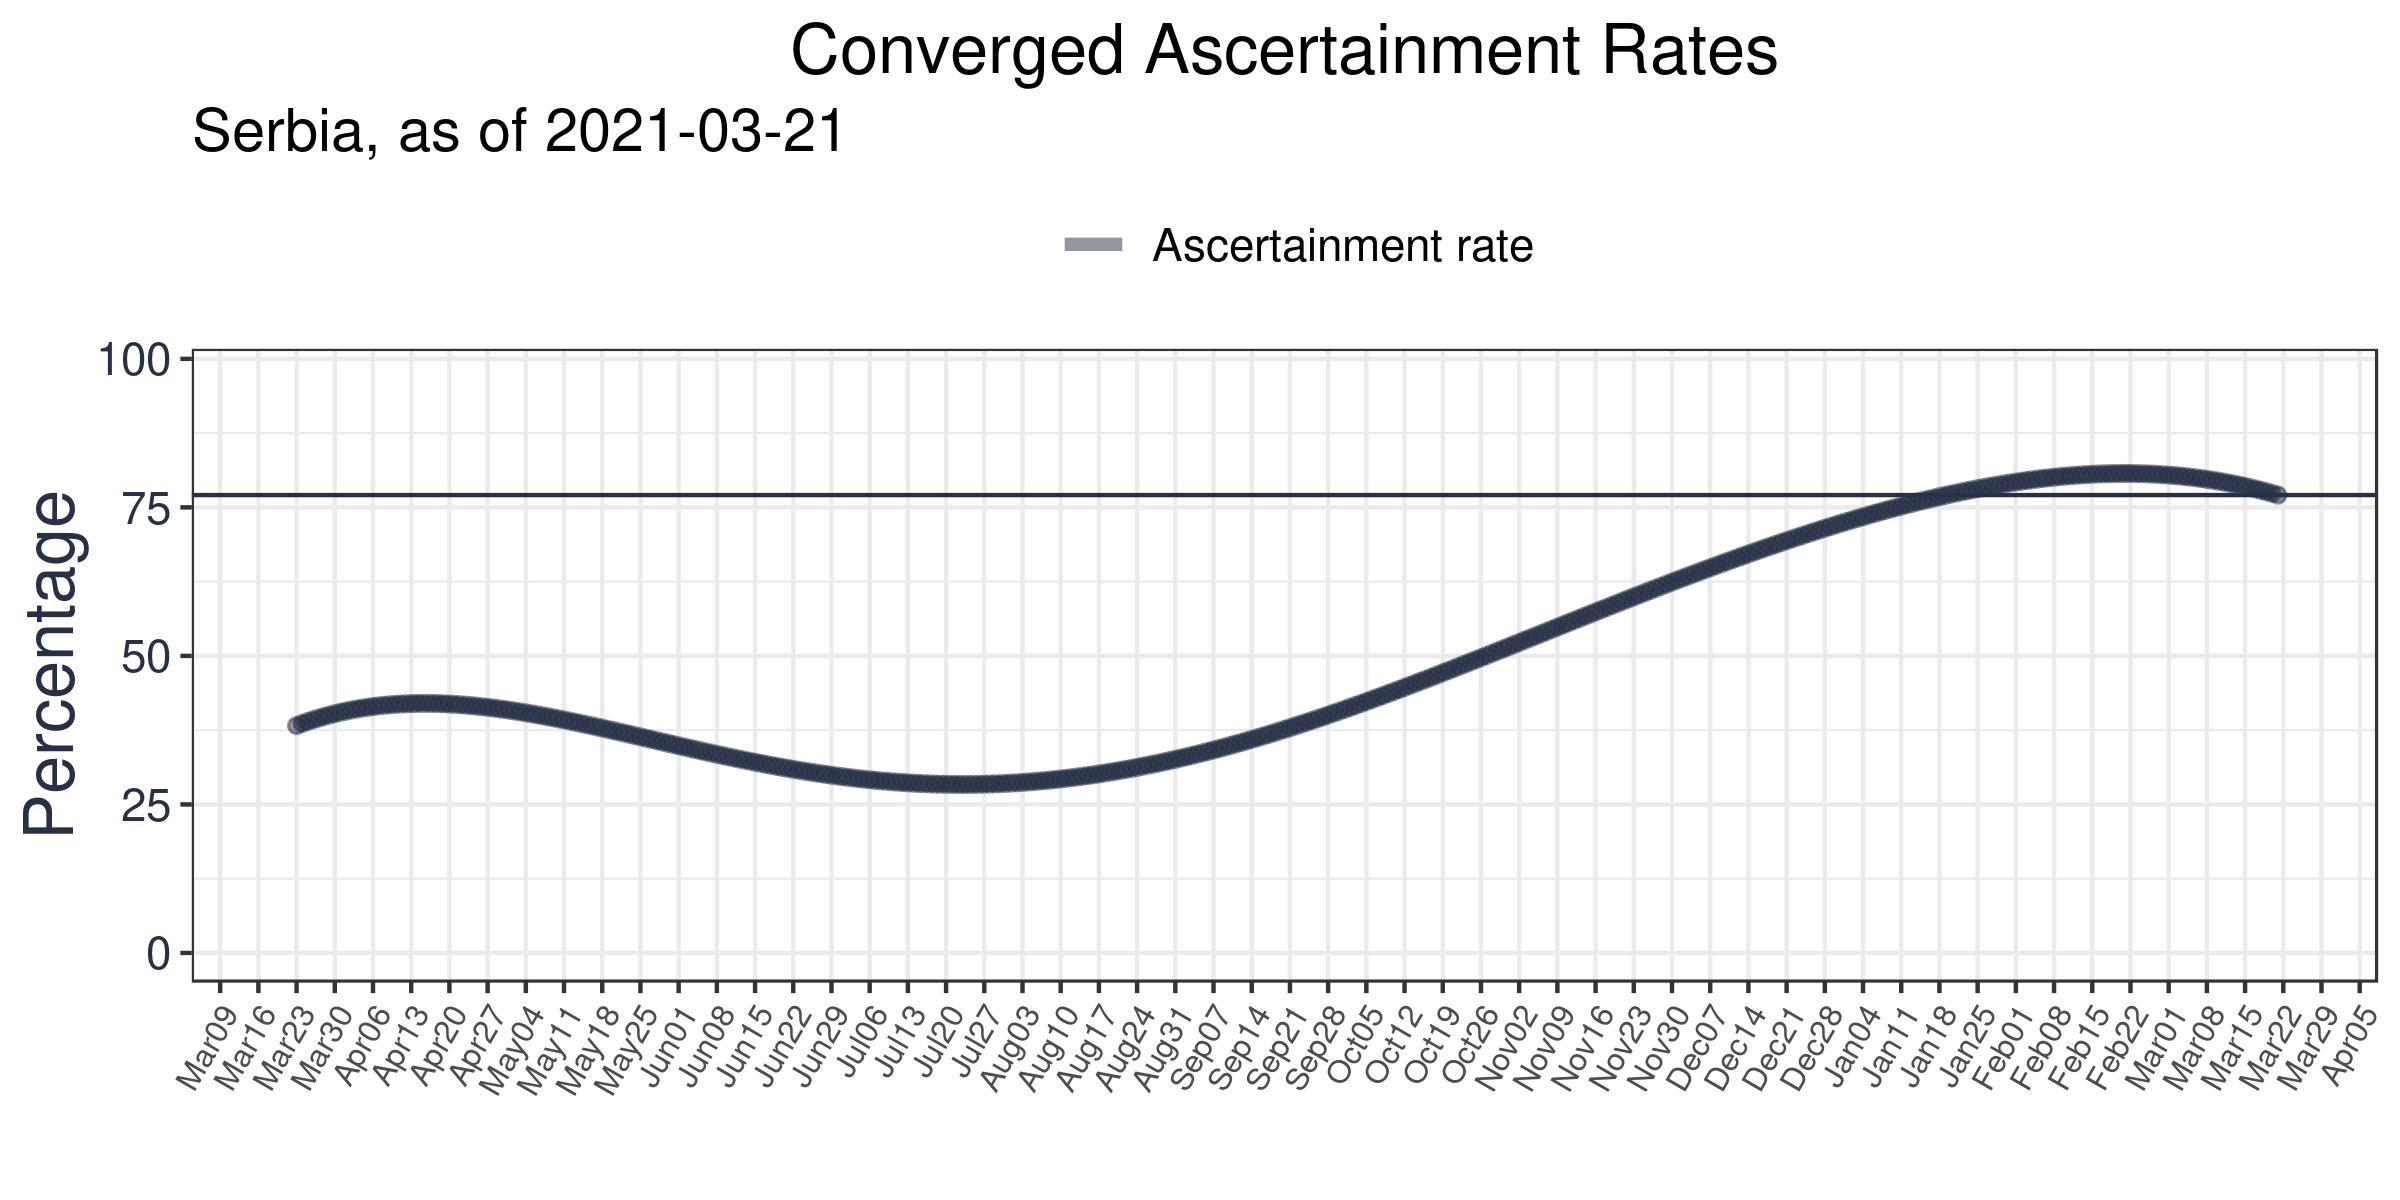 Converged Ascertainment Rates
Serbia, as of 2021-03-21
Ascertainment rate
Percentage
100
75
50
25
0
Mar09 Mar16 Mar23 Mar30 Apr06 Apr13 Apr20 Apr27 May04 May11 May18 May25 Jun01 Jun08 Jun15 Jun22 Jun29 Jul06 Jul13 Jul20 Jul27 Aug03 Aug10 Aug17 Aug24 Aug31 Sep07 Sep14 Sep21 Sep28 Oct05 Oct12 Oct19 Oct26 Nov02 Nov09 Nov16 Nov23 Nov30 Dec07 Dec14 Dec21 Dec28 Jan04 Jan11 Jan18 Jan25 Feb01 Feb08 Feb15 Feb22 Mar01 Mar08 Mar15 Mar22 Mar29 Apr05